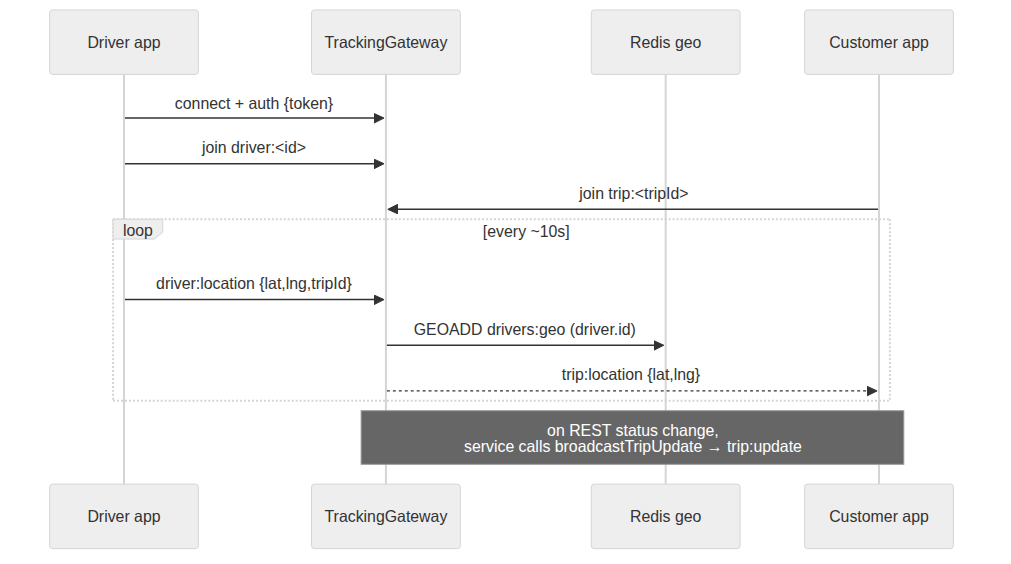 Driver app
TrackingGateway
Redis geo
Customer app
connect + auth {token}
join driver:<id>
join trip:<tripId>
loop
[every ~10s]
driver:location {lat,lng,tripId}
GEOADD drivers:geo (driver.id)
trip:location {lat,lng}
on REST status change,
service calls broadcastTripUpdate → trip:update
Driver app
TrackingGateway
Redis geo
Customer app